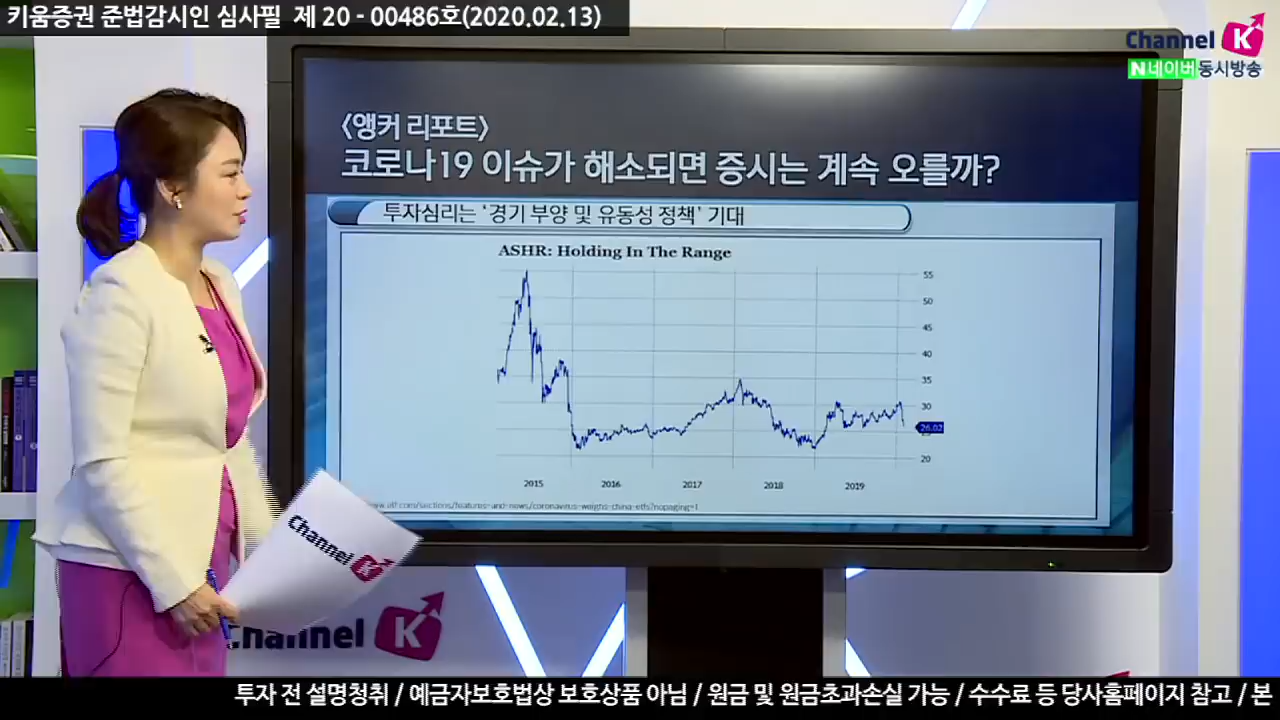 키움증권 준법감시인 심사필 제 20 - 00486호(2020.02.13)
Channel K
N 네이버 동시방송
<앵커 리포트>
코로나19 이슈가 해소되면 증시는 계속 오를까?
투자심리는 '경기 부양 및 유동성 정책' 기대
ASHR: Holding In The Range
55
50
45
40
35
30
26.02
20
2015 2016 2017 2018 2019
Channel K
Channel K
투자 전 설명청취 / 예금자보호법상 보호상품 아님 / 원금 및 원금초과손실 가능 / 수수료 등 당사홈페이지 참고 / 본